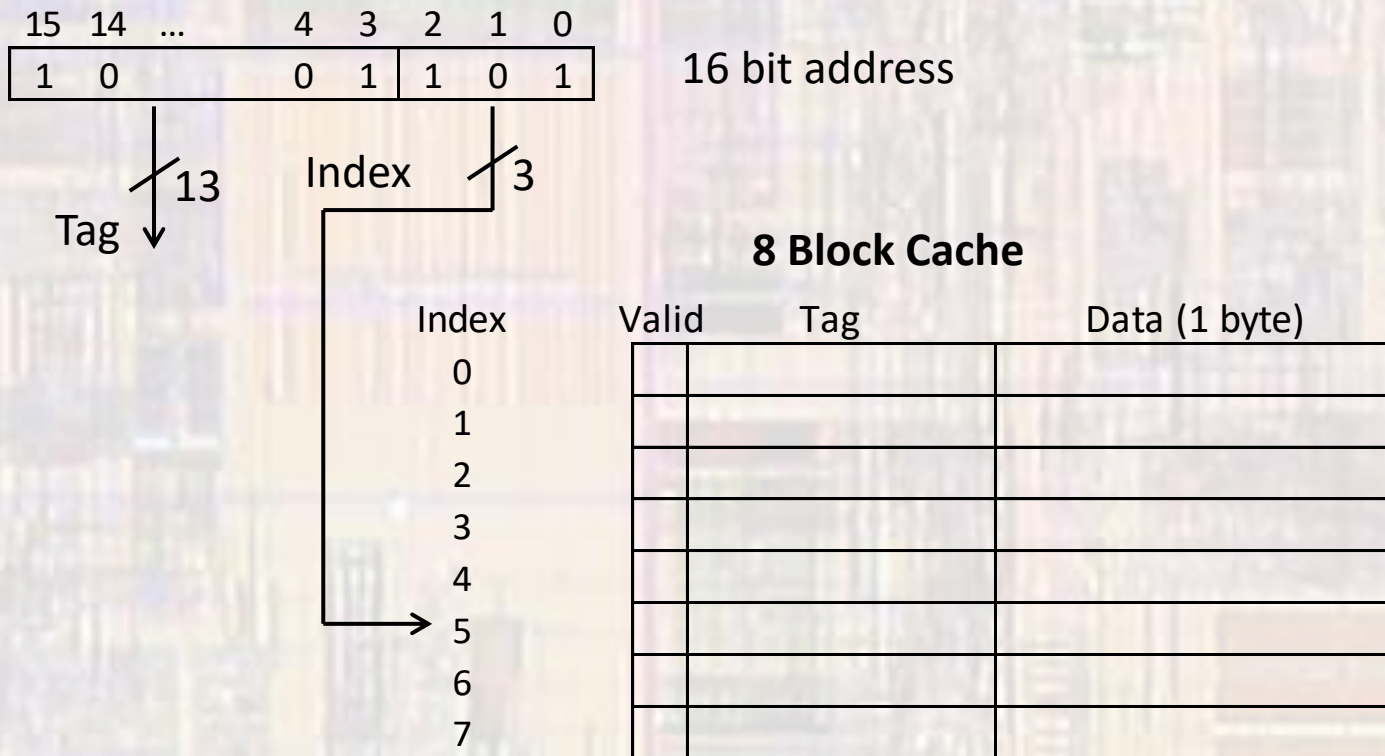 15 14 ... 4 3 2 1 0
1 0 0 1 1 0 1
16 bit address
13
Index
3
Tag
8 Block Cache
Index Valid Tag Data (1 byte)
0
1
2
3
4
5
6
7